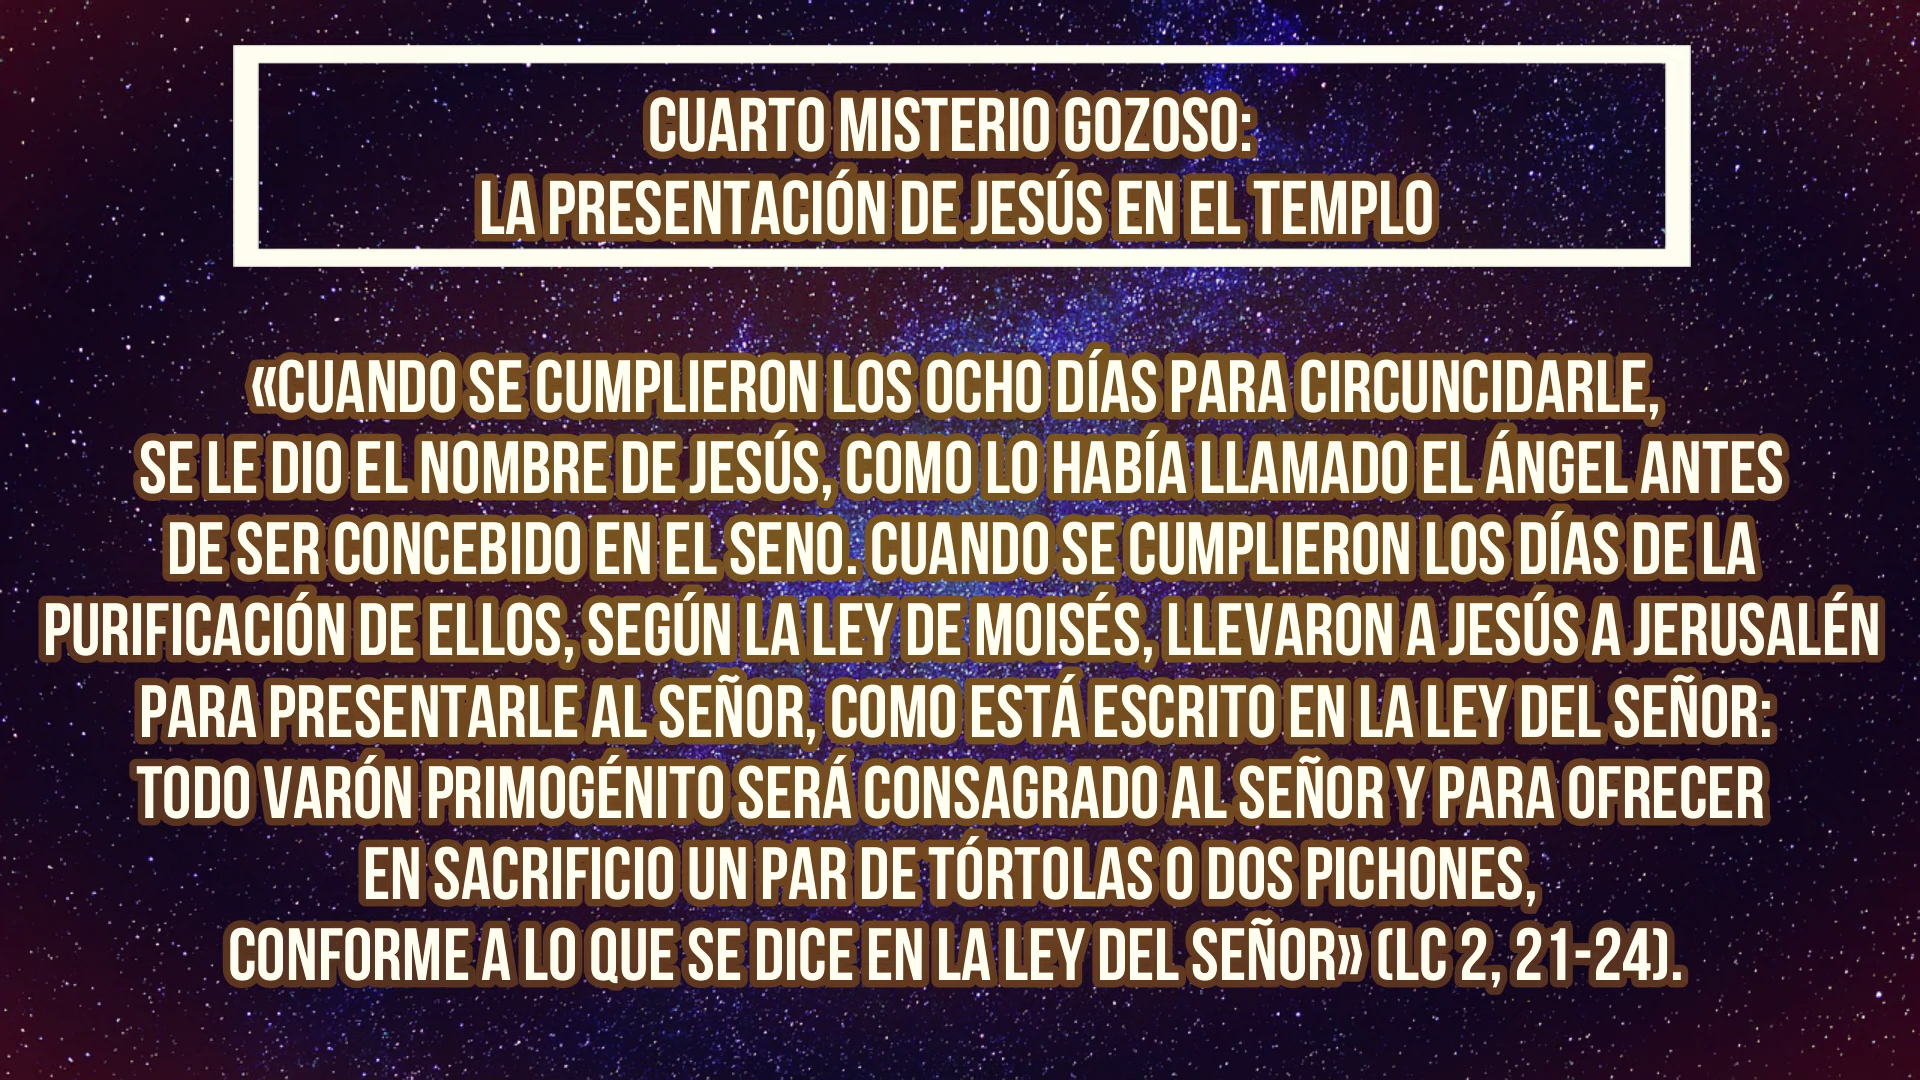 CUARTO MISTERIO GOZOSO:
LA PRESENTACIÓN DE JESÚS EN EL TEMPLO
«CUANDO SE CUMPLIERON LOS OCHO DÍAS PARA CIRCUNCIDARLE,
SE LE DIO EL NOMBRE DE JESÚS, COMO LO HABÍA LLAMADO EL ÁNGEL ANTES
DE SER CONCEBIDO EN EL SENO. CUANDO SE CUMPLIERON LOS DÍAS DE LA
PURIFICACIÓN DE ELLOS, SEGÚN LA LEY DE MOISÉS, LLEVARON A JESÚS A JERUSALÉN
PARA PRESENTARLE AL SEÑOR, COMO ESTÁ ESCRITO EN LA LEY DEL SEÑOR:
TODO VARÓN PRIMOGÉNITO SERÁ CONSAGRADO AL SEÑOR Y PARA OFRECER
EN SACRIFICIO UN PAR DE TÓRTOLAS O DOS PICHONES,
CONFORME A LO QUE SE DICE EN LA LEY DEL SEÑOR» (LC 2, 21-24).